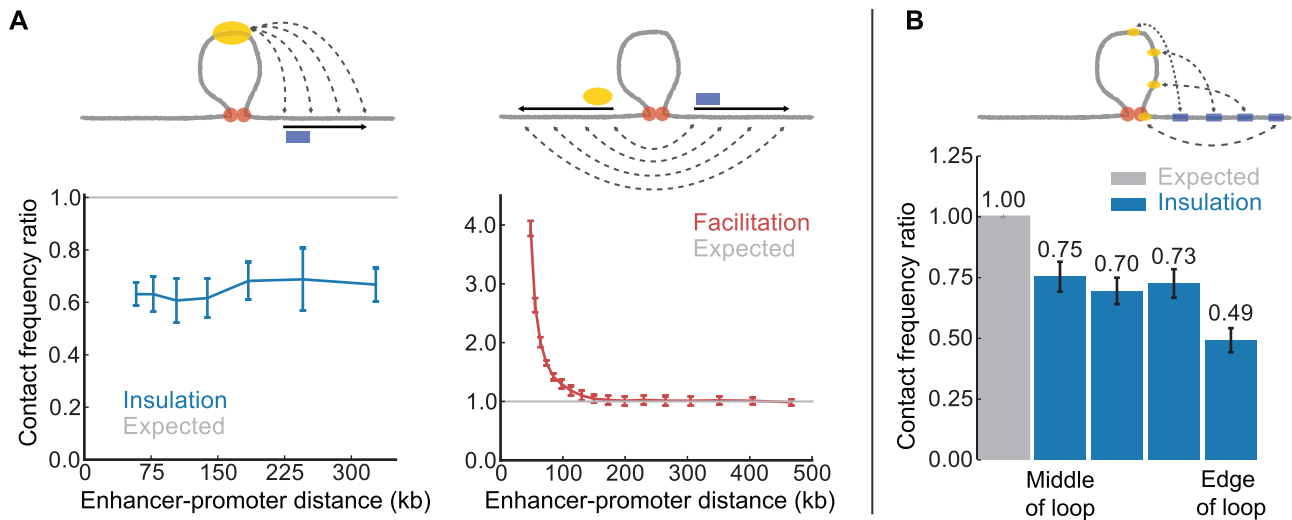 A
Contact frequency ratio
1.0
0.8
0.6
0.4
0.2
0.0
Insulation
Expected
0
75
150
225
300
Enhancer-promoter distance (kb)
4.0
3.0
2.0
1.0
0.0
Facilitation
Expected
0
100
200
300
400
500
Enhancer-promoter distance (kb)
B
Contact frequency ratio
1.25
1.00
0.75
0.50
0.25
0.00
Expected
Insulation
1.00
0.75
0.70
0.73
0.49
Middle
of loop
Edge
of loop